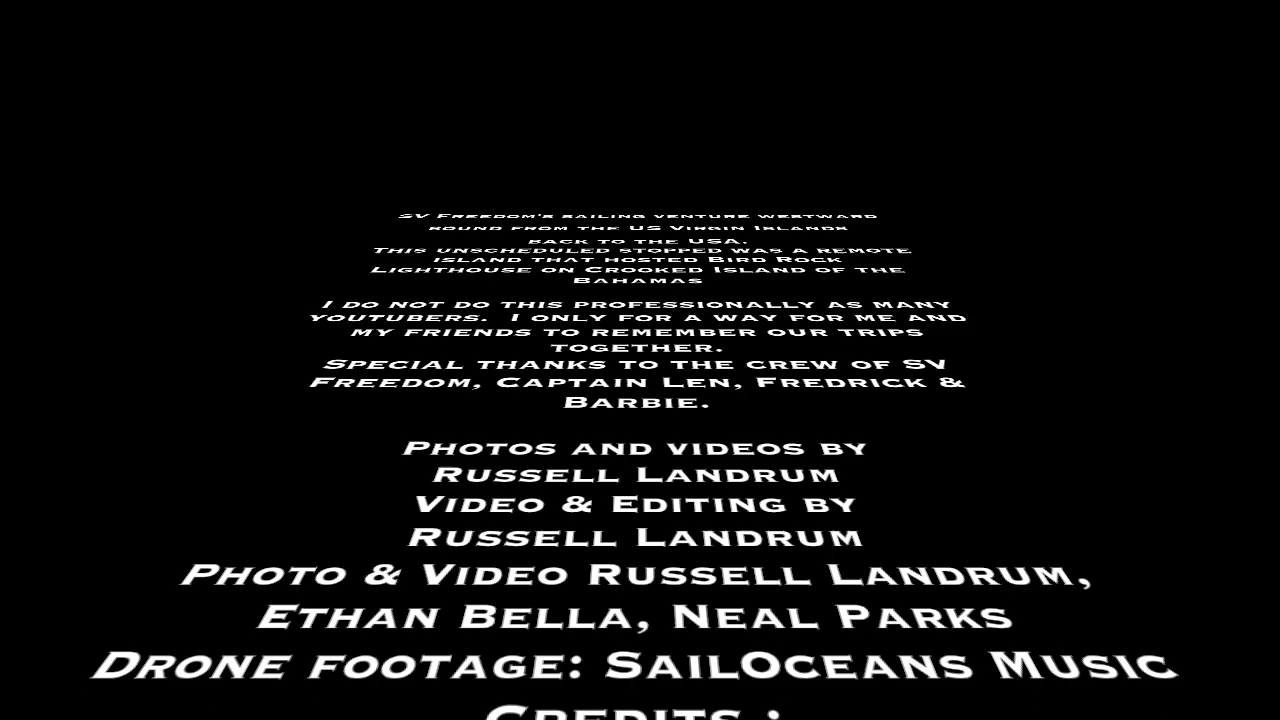 SV Freedom's sailing venture westward
bound from the US Virgin Islands
back to the USA.
This unscheduled stopped was a remote
island that hosted Bird Rock
Lighthouse on Crooked Island of the
Bahamas
I do not do this professionally as many
youtubers. I only for a way for me and
my friends to remember our trips
together.
Special thanks to the crew of SV
Freedom, Captain Len, Fredrick &
Barbie.
Photos and videos by
Russell Landrum
Video & Editing by
Russell Landrum
Photo & Video Russell Landrum,
Ethan Bella, Neal Parks
Drone footage: SailOceans Music
Credits :